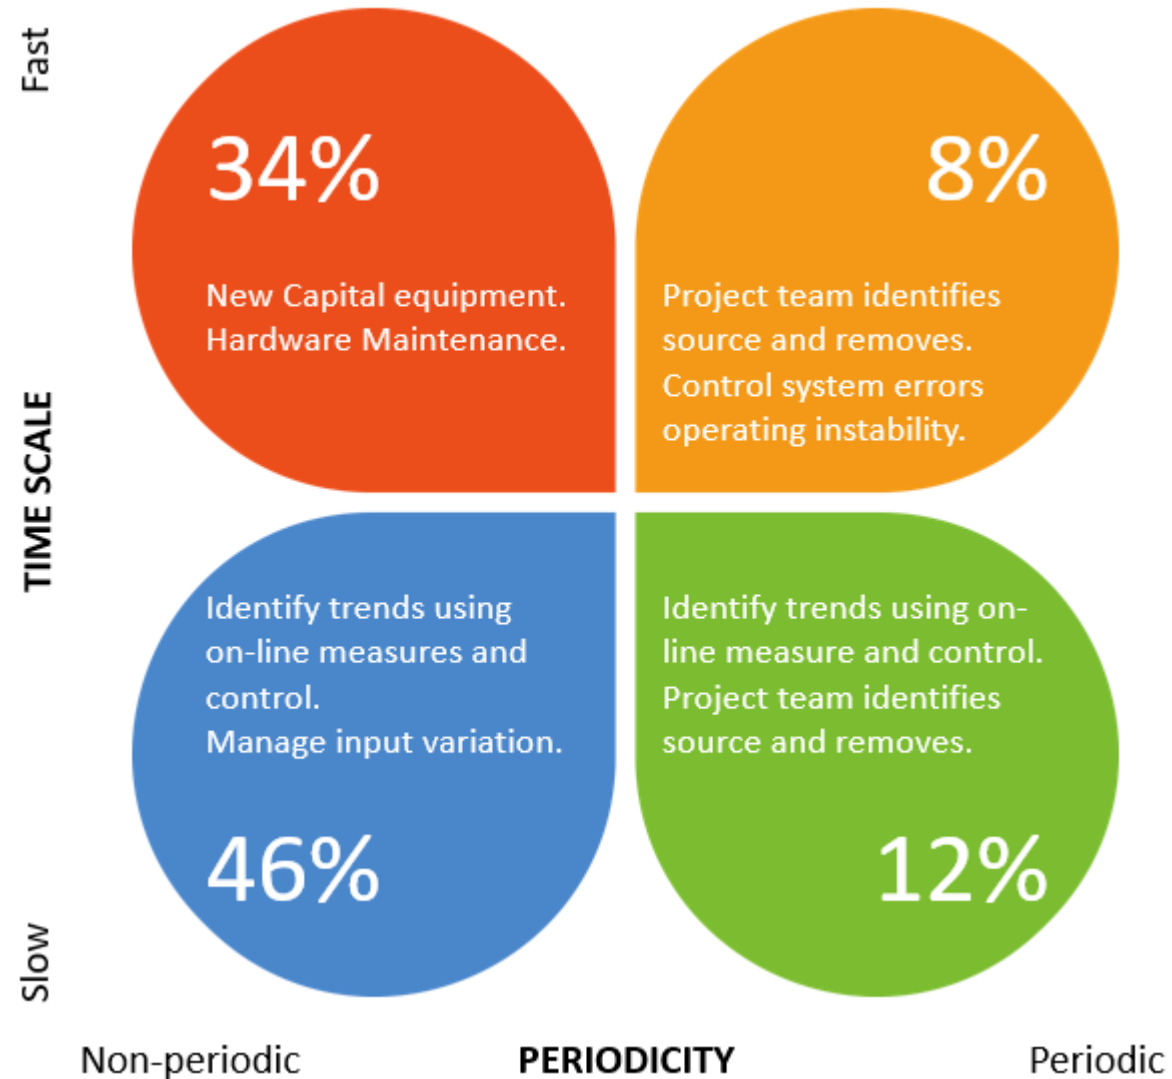 Fast
34%
New Capital equipment.
Hardware Maintenance.
8%
Project team identifies
source and removes.
Control system errors
operating instability.
TIME SCALE
Identify trends using
on-line measures and
control.
Manage input variation.
46%
Identify trends using on-
line measure and control.
Project team identifies
source and removes.
12%
Slow
Non-periodic
PERIODICITY
Periodic